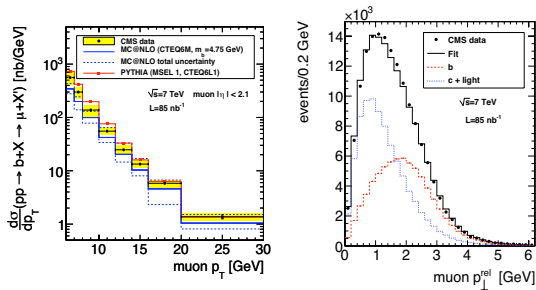 dσ/dp_T (pp → b+X → μ+X') [nb/GeV]
10³
10²
10
1
CMS data
MC@NLO (CTEQ6M, m_b=4.75 GeV)
MC@NLO total uncertainty
PYTHIA (MSEL 1, CTEQ6L1)
√s=7 TeV muon |η| < 2.1
L=85 nb⁻¹
10 15 20 25 30
muon p_T [GeV]
×10³
events/0.2 GeV
14
12
10
8
6
4
2
0
CMS data
Fit
b
c + light
√s=7 TeV
L=85 nb⁻¹
0 1 2 3 4 5 6
muon p_⊥^rel [GeV]